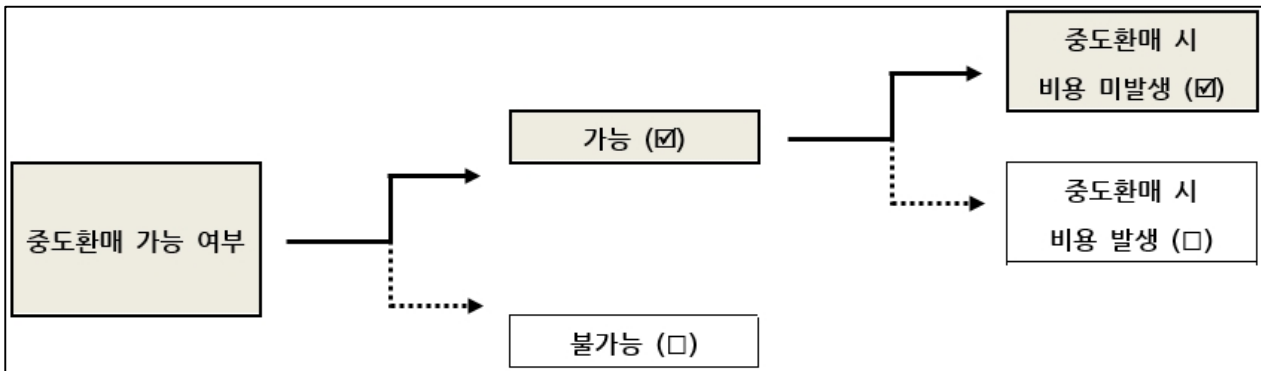 중도환매 가능 여부
가능 (☑)
불가능 (□)
중도환매 시
비용 미발생 (☑)
중도환매 시
비용 발생 (□)